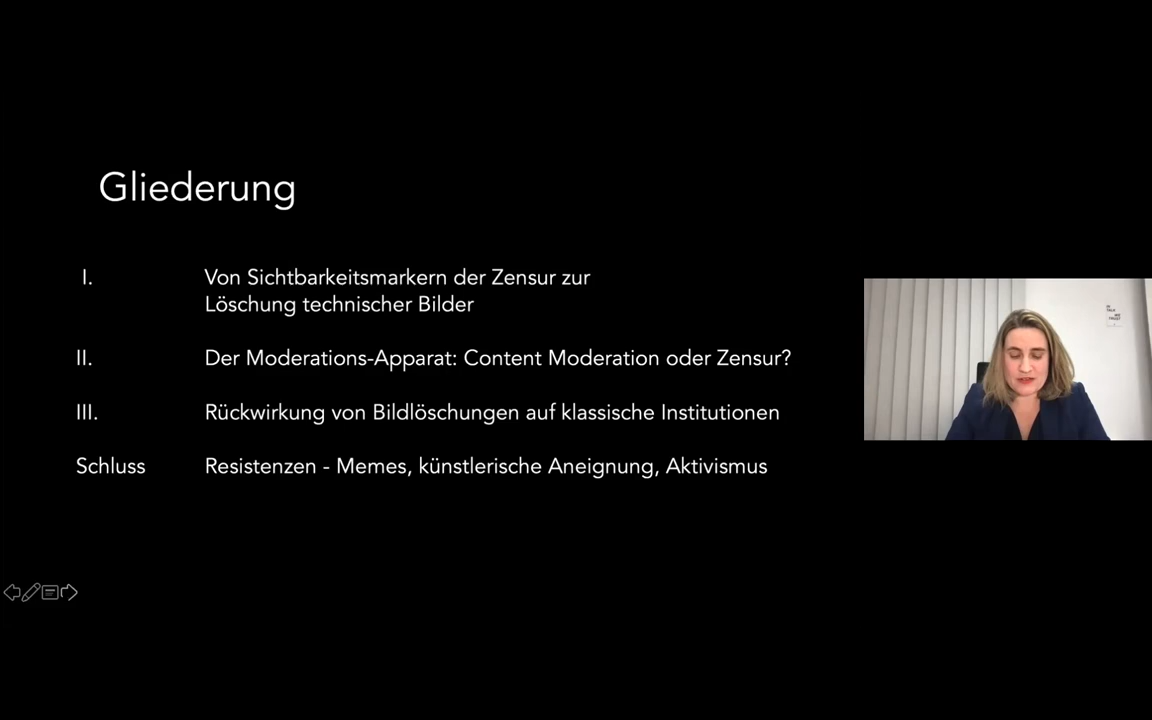 Gliederung
I. Von Sichtbarkeitsmarkern der Zensur zur
Löschung technischer Bilder
II. Der Moderations-Apparat: Content Moderation oder Zensur?
III. Rückwirkung von Bildlöschungen auf klassische Institutionen
Schluss Resistenzen - Memes, künstlerische Aneignung, Aktivismus